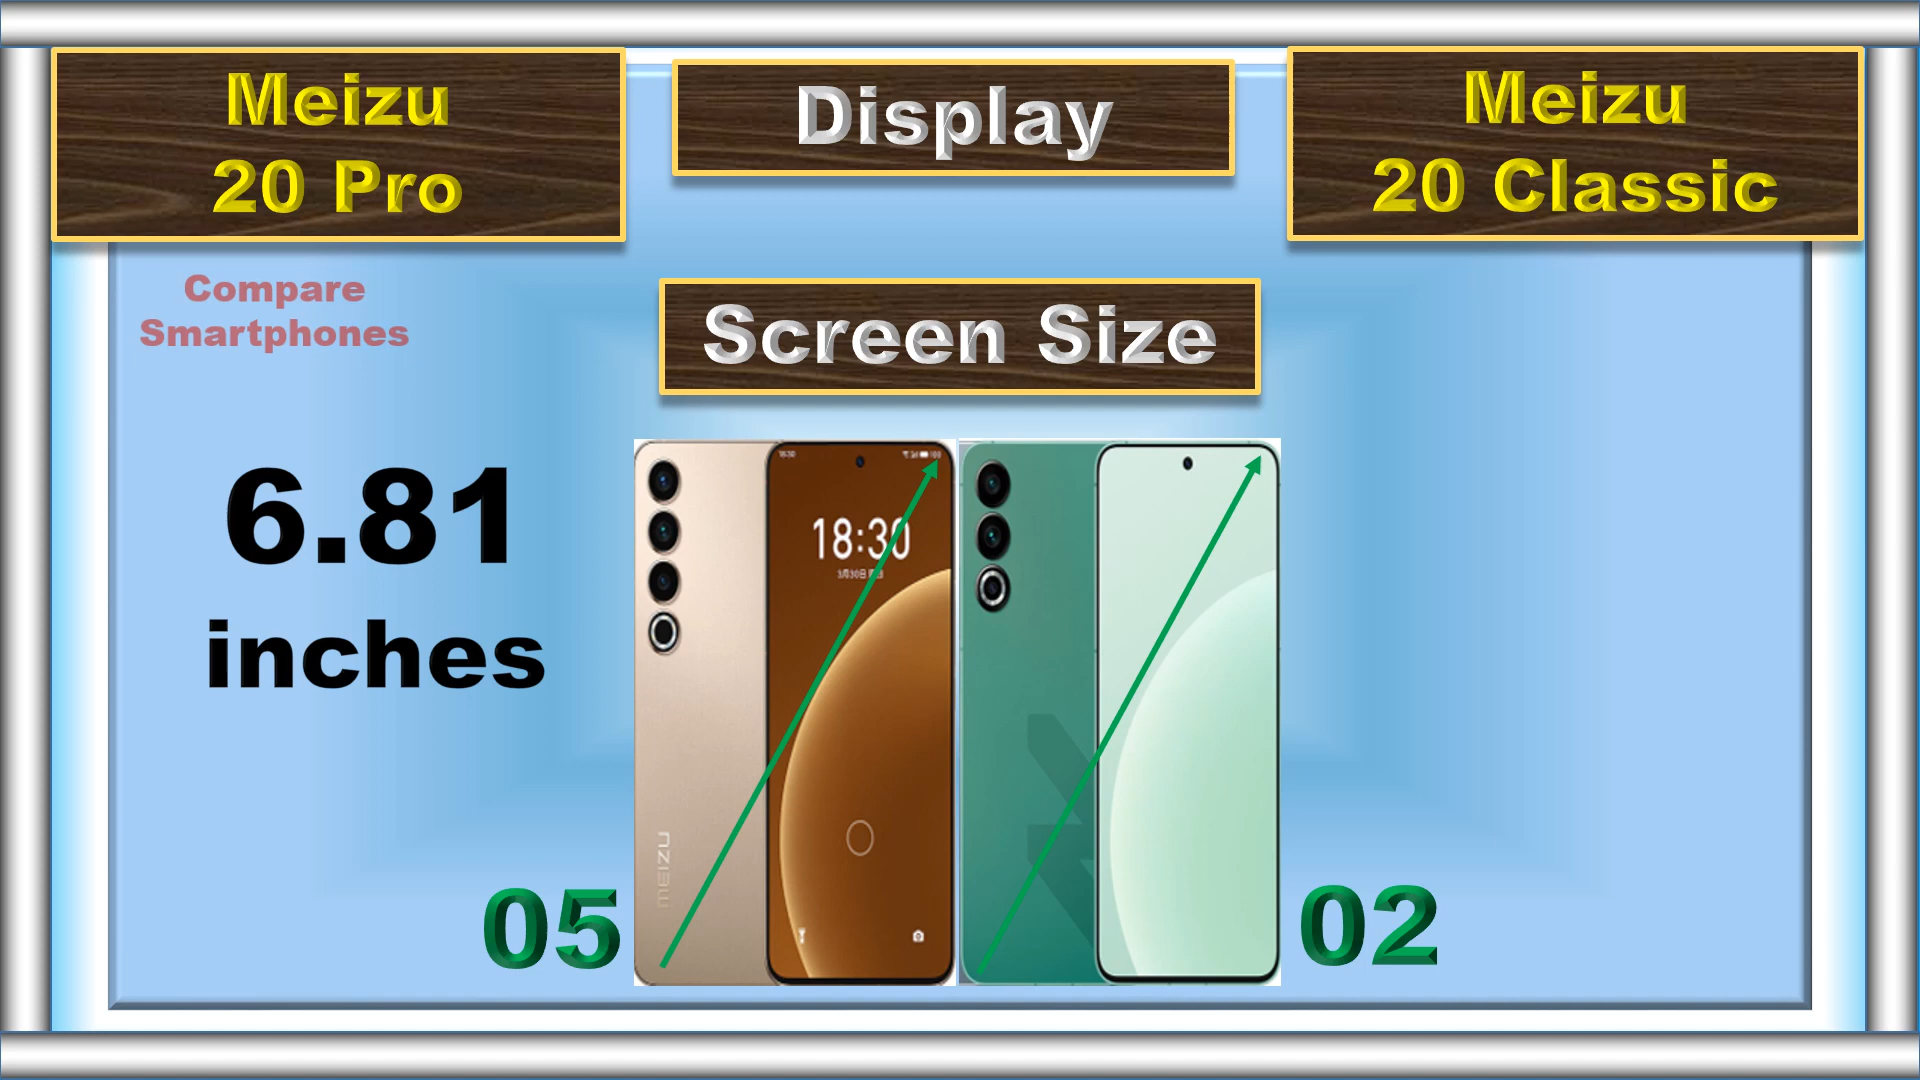 Meizu
20 Pro
Display
Meizu
20 Classic
Compare
Smartphones
Screen Size
6.81
inches
18:30
MEIZU
05
02